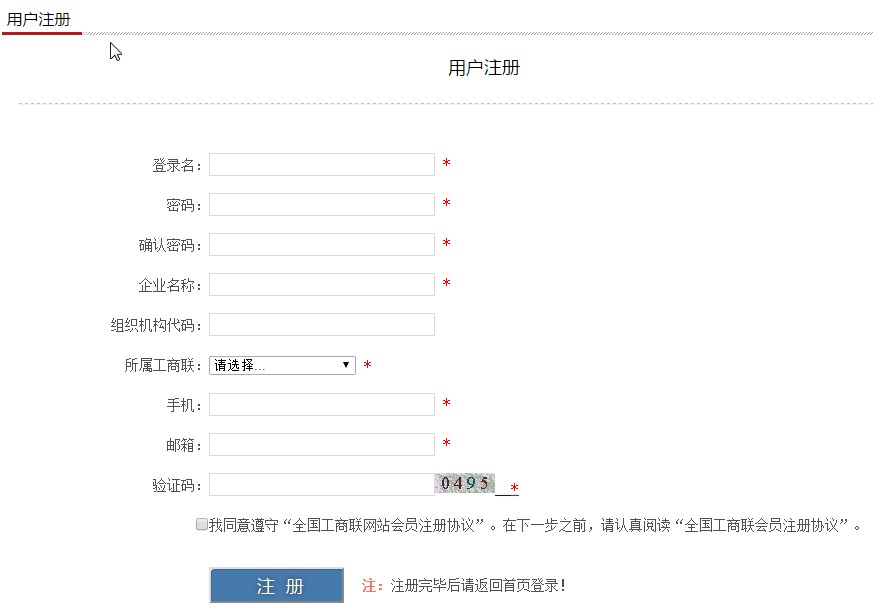 用户注册
用户注册
登录名： *
密码： *
确认密码： *
企业名称： *
组织机构代码：
所属工商联： 请选择... ▼ *
手机： *
邮箱： *
验证码： 0495 *
我同意遵守“全国工商联网站会员注册协议”。在下一步之前，请认真阅读“全国工商联会员注册协议”。
注 册 注：注册完毕后请返回首页登录！